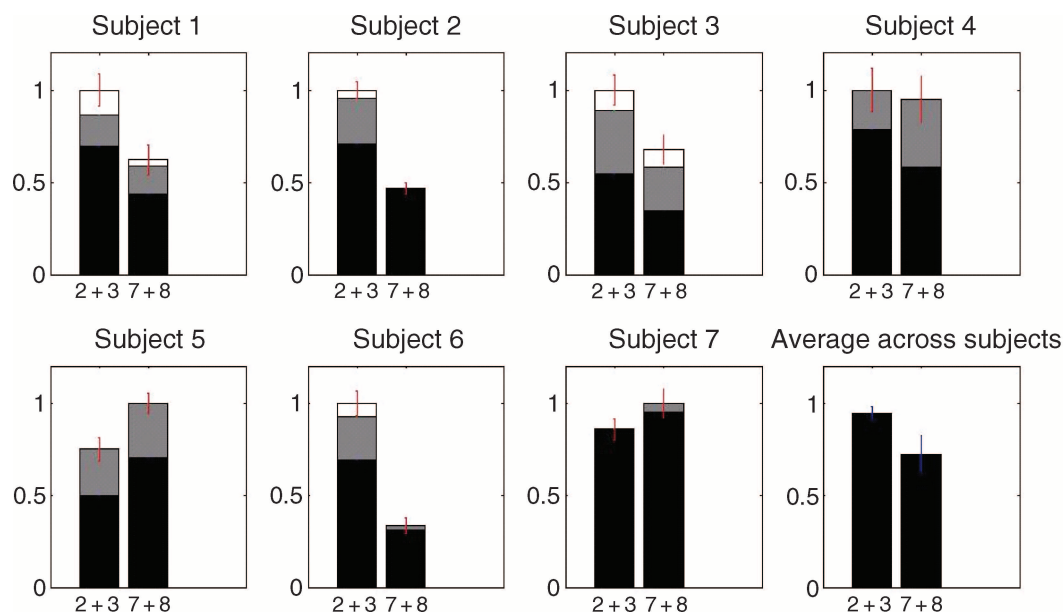 Subject 1 Subject 2 Subject 3 Subject 4
1 1 1 1
0.5 0.5 0.5 0.5
0 0 0 0
2 + 3 7 + 8 2 + 3 7 + 8 2 + 3 7 + 8 2 + 3 7 + 8
Subject 5 Subject 6 Subject 7 Average across subjects
1 1 1 1
0.5 0.5 0.5 0.5
0 0 0 0
2 + 3 7 + 8 2 + 3 7 + 8 2 + 3 7 + 8 2 + 3 7 + 8